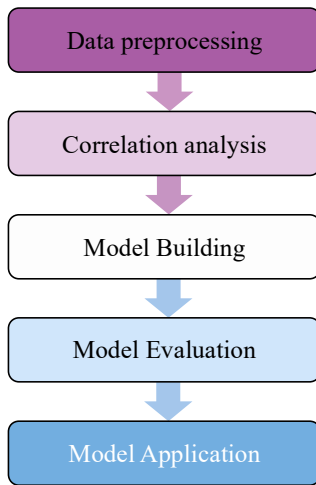 Data preprocessing
Correlation analysis
Model Building
Model Evaluation
Model Application